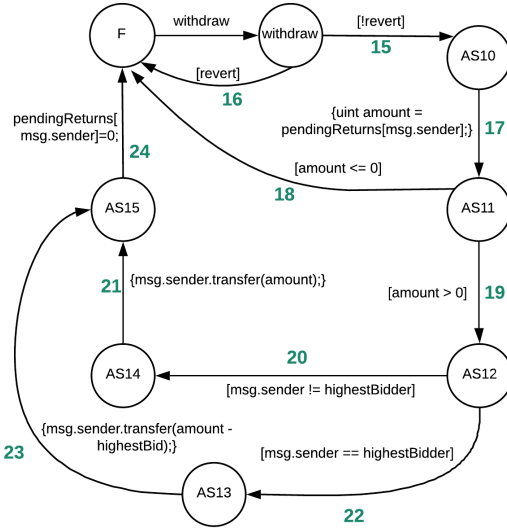 F
withdraw
withdraw
[!revert]
15
AS10
[revert]
16
{uint amount =
pendingReturns[msg.sender];}
17
pendingReturns[
msg.sender]=0;
24
[amount <= 0]
18
AS15
AS11
21
{msg.sender.transfer(amount);}
[amount > 0]
19
20
AS14
AS12
[msg.sender != highestBidder]
{msg.sender.transfer(amount -
highestBid);}
23
[msg.sender == highestBidder]
AS13
22